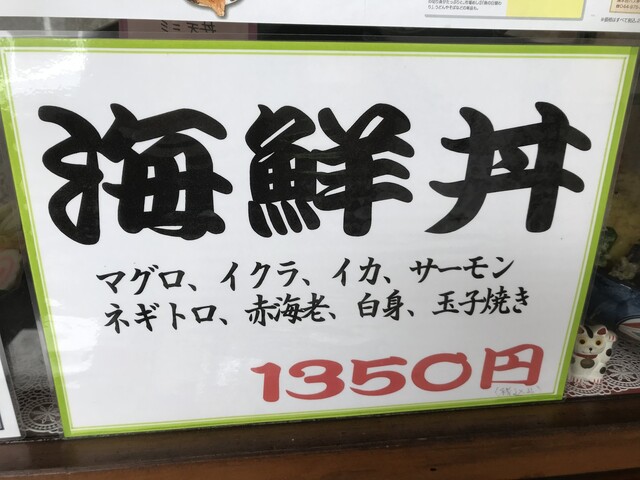 海鮮丼
マグロ、イクラ、イカ、サーモン
ネギトロ、赤海老、白身、玉子焼き
1350円